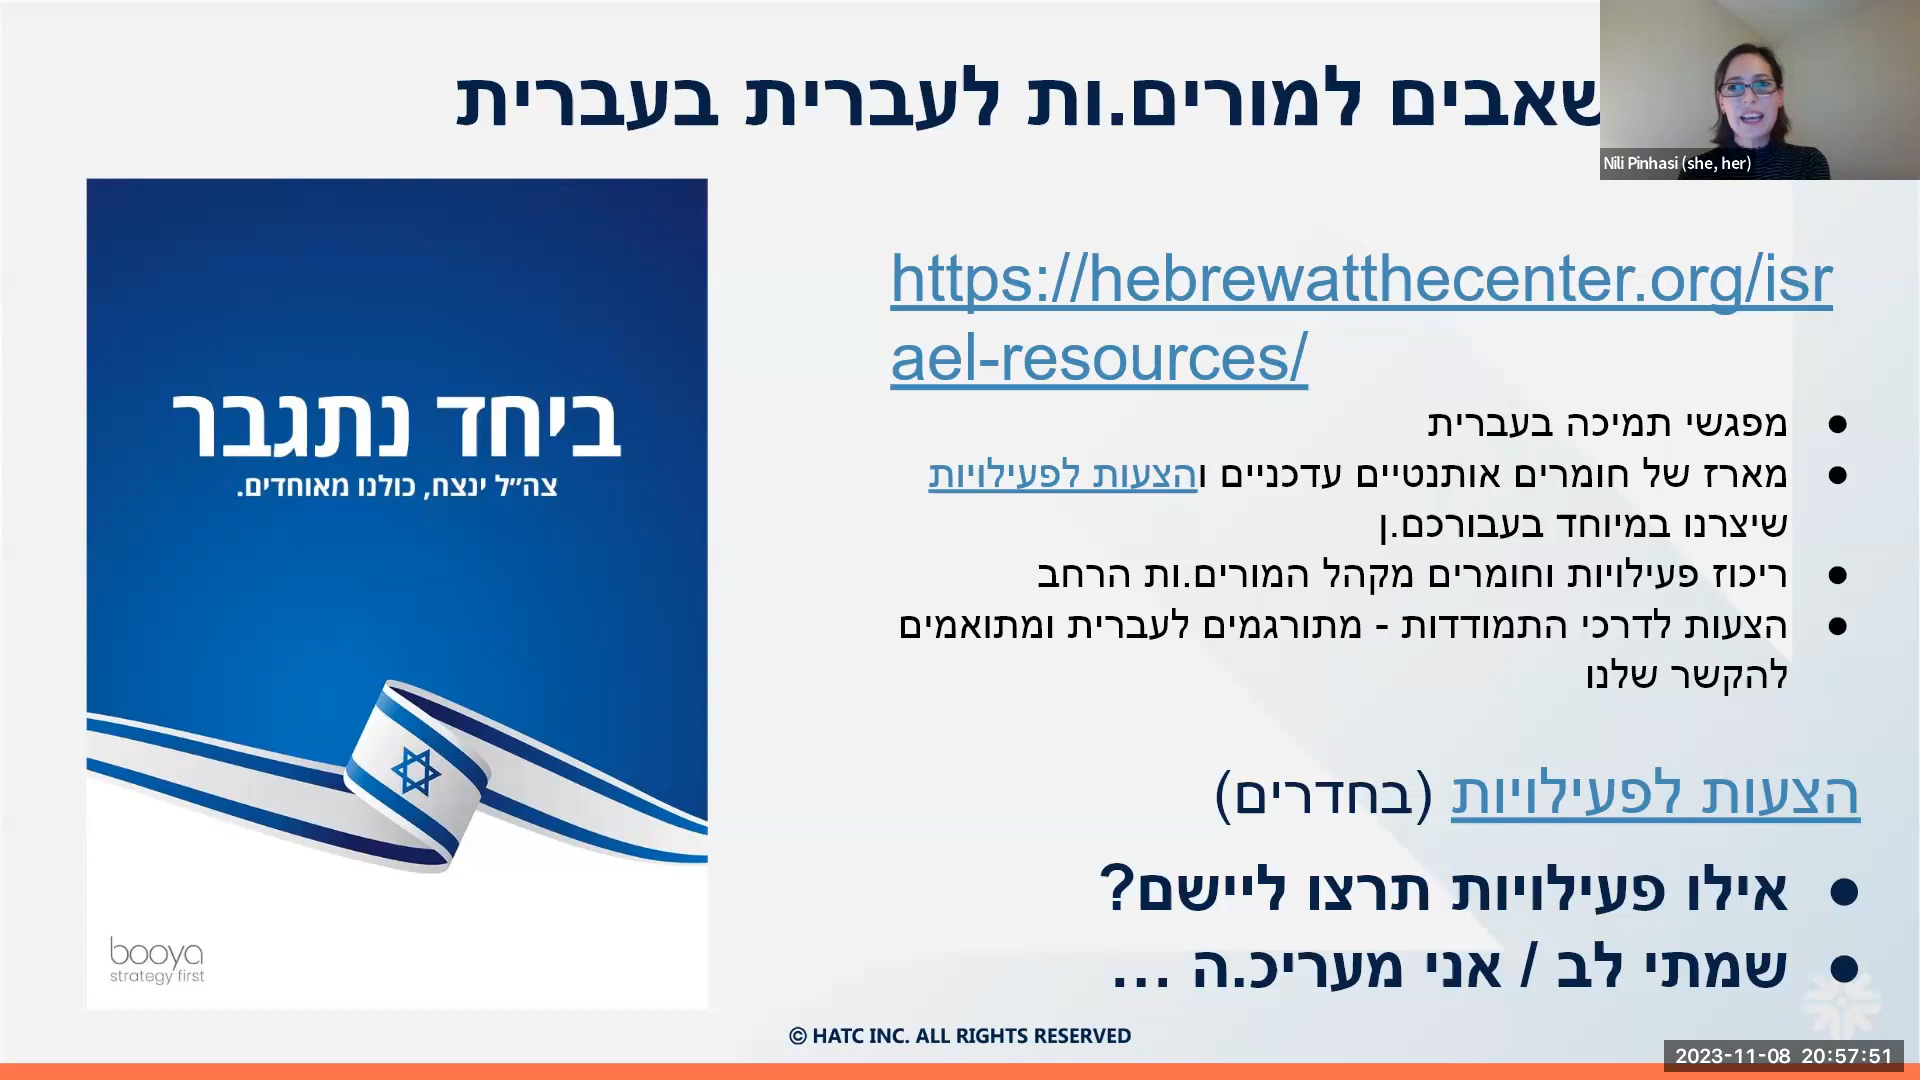 שאבים למורים.ות לעברית בעברית
Nili Pinhasi (she, her)
https://hebrewatthecenter.org/isr
ael-resources/
מפגשי תמיכה בעברית
מארז של חומרים אותנטיים עדכניים והצעות לפעילויות
שיצרנו במיוחד בעבורכם.ן
ריכוז פעילויות וחומרים מקהל המורים.ות הרחב
הצעות לדרכי התמודדות - מתורגמים לעברית ומתואמים
להקשר שלנו
הצעות לפעילויות (בחדרים)
אילו פעילויות תרצו ליישם?
שמתי לב / אני מעריכ.ה ...
ביחד נתגבר
צה״ל ינצח, כולנו מאוחדים.
booya
strategy first
© HATC INC. ALL RIGHTS RESERVED
2023-11-08 20:57:51